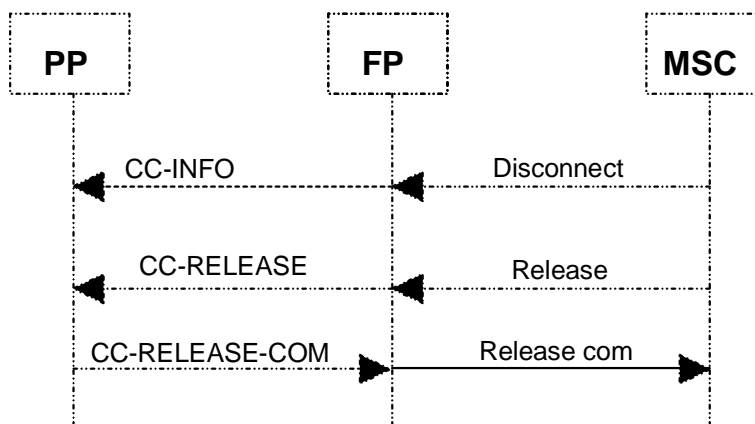 PP FP MSC
CC-INFO Disconnect
CC-RELEASE Release
CC-RELEASE-COM Release com